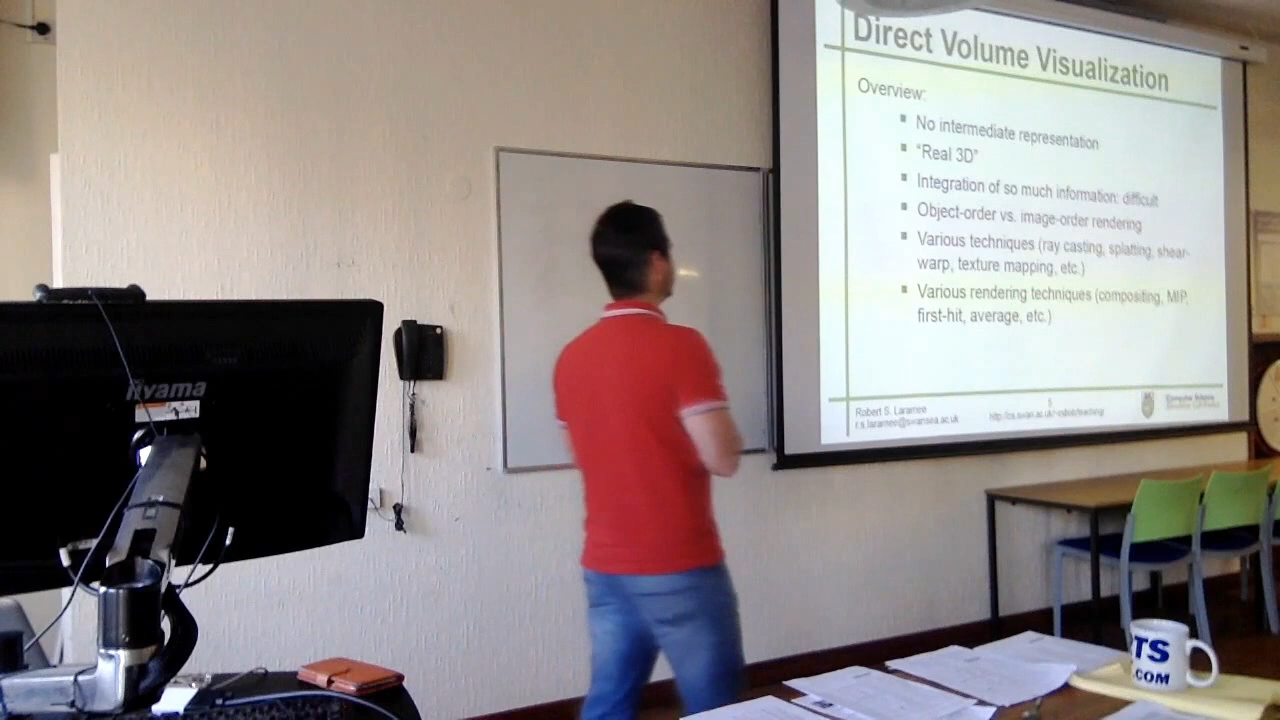 Direct Volume Visualization
Overview:
No intermediate representation
"Real 3D"
Integration of so much information: difficult
Object-order vs. image-order rendering
Various techniques (ray casting, splatting, shear-
warp, texture mapping, etc.)
Various rendering techniques (compositing, MIP,
first-hit, average, etc.)
Robert S. Laramee
r.s.laramee@swansea.ac.uk
5
iiyama
TS
.COM